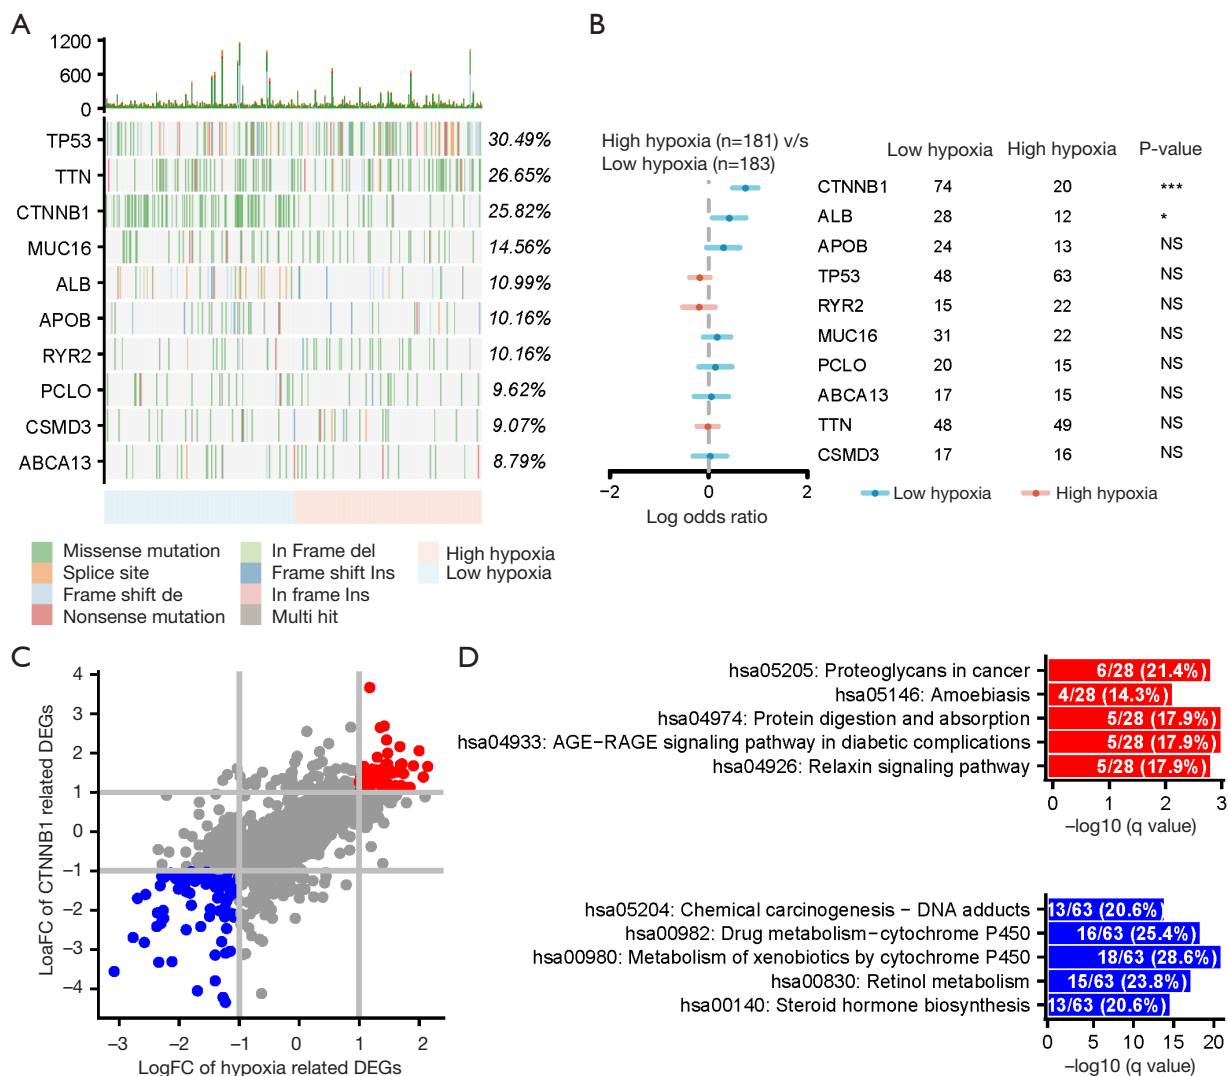 A
1200
600
0
TP53 30.49%
TTN 26.65%
CTNNB1 25.82%
MUC16 14.56%
ALB 10.99%
APOB 10.16%
RYR2 10.16%
PCLO 9.62%
CSMD3 9.07%
ABCA13 8.79%
Missense mutation In Frame del High hypoxia
Splice site Frame shift Ins Low hypoxia
Frame shift de In frame Ins
Nonsense mutation Multi hit
B
High hypoxia (n=181) v/s
Low hypoxia (n=183)
Low hypoxia High hypoxia P-value
CTNNB1 74 20 ***
ALB 28 12 *
APOB 24 13 NS
TP53 48 63 NS
RYR2 15 22 NS
MUC16 31 22 NS
PCLO 20 15 NS
ABCA13 17 15 NS
TTN 48 49 NS
CSMD3 17 16 NS
−2 0 2
Log odds ratio
Low hypoxia High hypoxia
C
LoaFC of CTNNB1 related DEGs
4
3
2
1
0
−1
−2
−3
−4
−3 −2 −1 0 1 2
LogFC of hypoxia related DEGs
D
hsa05205: Proteoglycans in cancer 6/28 (21.4%)
hsa05146: Amoebiasis 4/28 (14.3%)
hsa04974: Protein digestion and absorption 5/28 (17.9%)
hsa04933: AGE−RAGE signaling pathway in diabetic complications 5/28 (17.9%)
hsa04926: Relaxin signaling pathway 5/28 (17.9%)
0 1 2 3
−log10 (q value)
hsa05204: Chemical carcinogenesis − DNA adducts 13/63 (20.6%)
hsa00982: Drug metabolism−cytochrome P450 16/63 (25.4%)
hsa00980: Metabolism of xenobiotics by cytochrome P450 18/63 (28.6%)
hsa00830: Retinol metabolism 15/63 (23.8%)
hsa00140: Steroid hormone biosynthesis 13/63 (20.6%)
0 5 10 15 20
−log10 (q value)